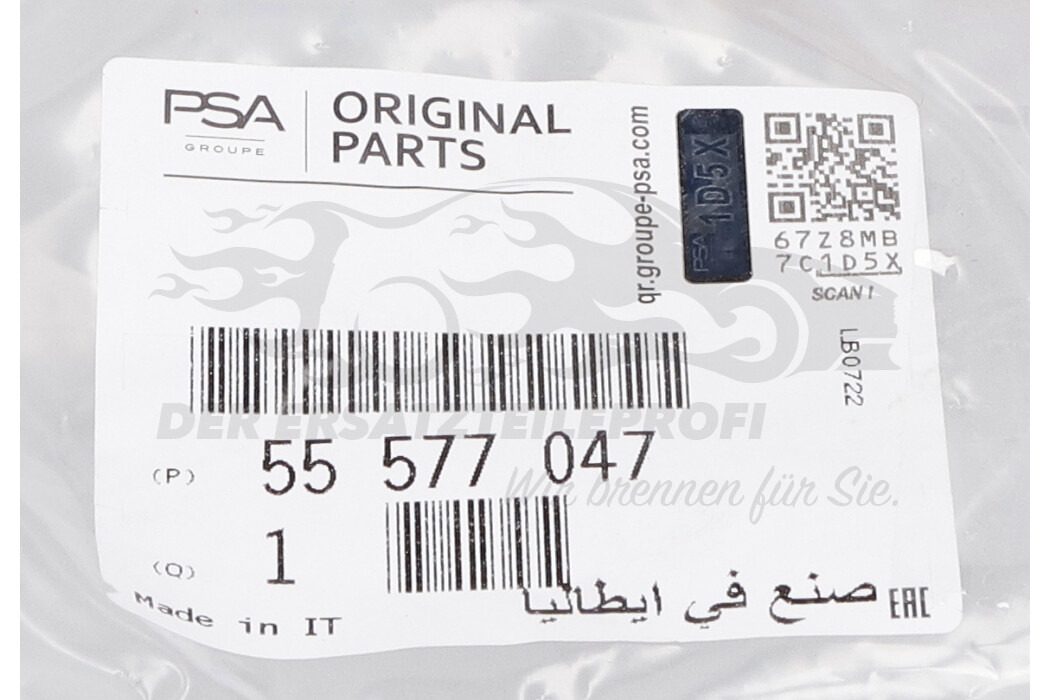 PSA
GROUPE
ORIGINAL
PARTS
qr.groupe-psa.com
PSA 1D5X
67Z8MB
7C1D5X
SCAN !
LB0722
DER ERSATZTEILEPROFI
(P) 55 577 047
Wir brennen für Sie.
(Q) 1
Made in IT
صنع في ايطاليا
EAC